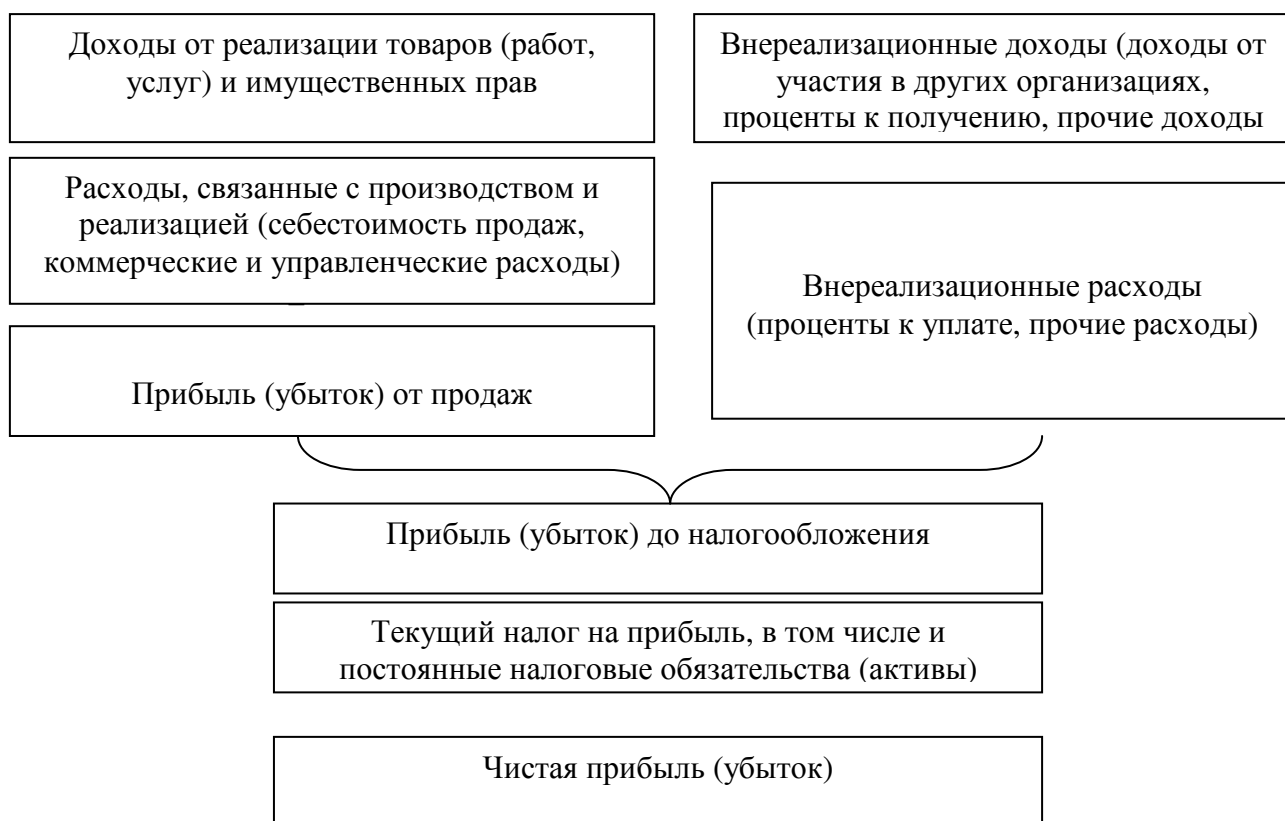 Доходы от реализации товаров (работ,
услуг) и имущественных прав
Внереализационные доходы (доходы от
участия в других организациях,
проценты к получению, прочие доходы
Расходы, связанные с производством и
реализацией (себестоимость продаж,
коммерческие и управленческие расходы)
Внереализационные расходы
(проценты к уплате, прочие расходы)
Прибыль (убыток) от продаж
Прибыль (убыток) до налогообложения
Текущий налог на прибыль, в том числе и
постоянные налоговые обязательства (активы)
Чистая прибыль (убыток)